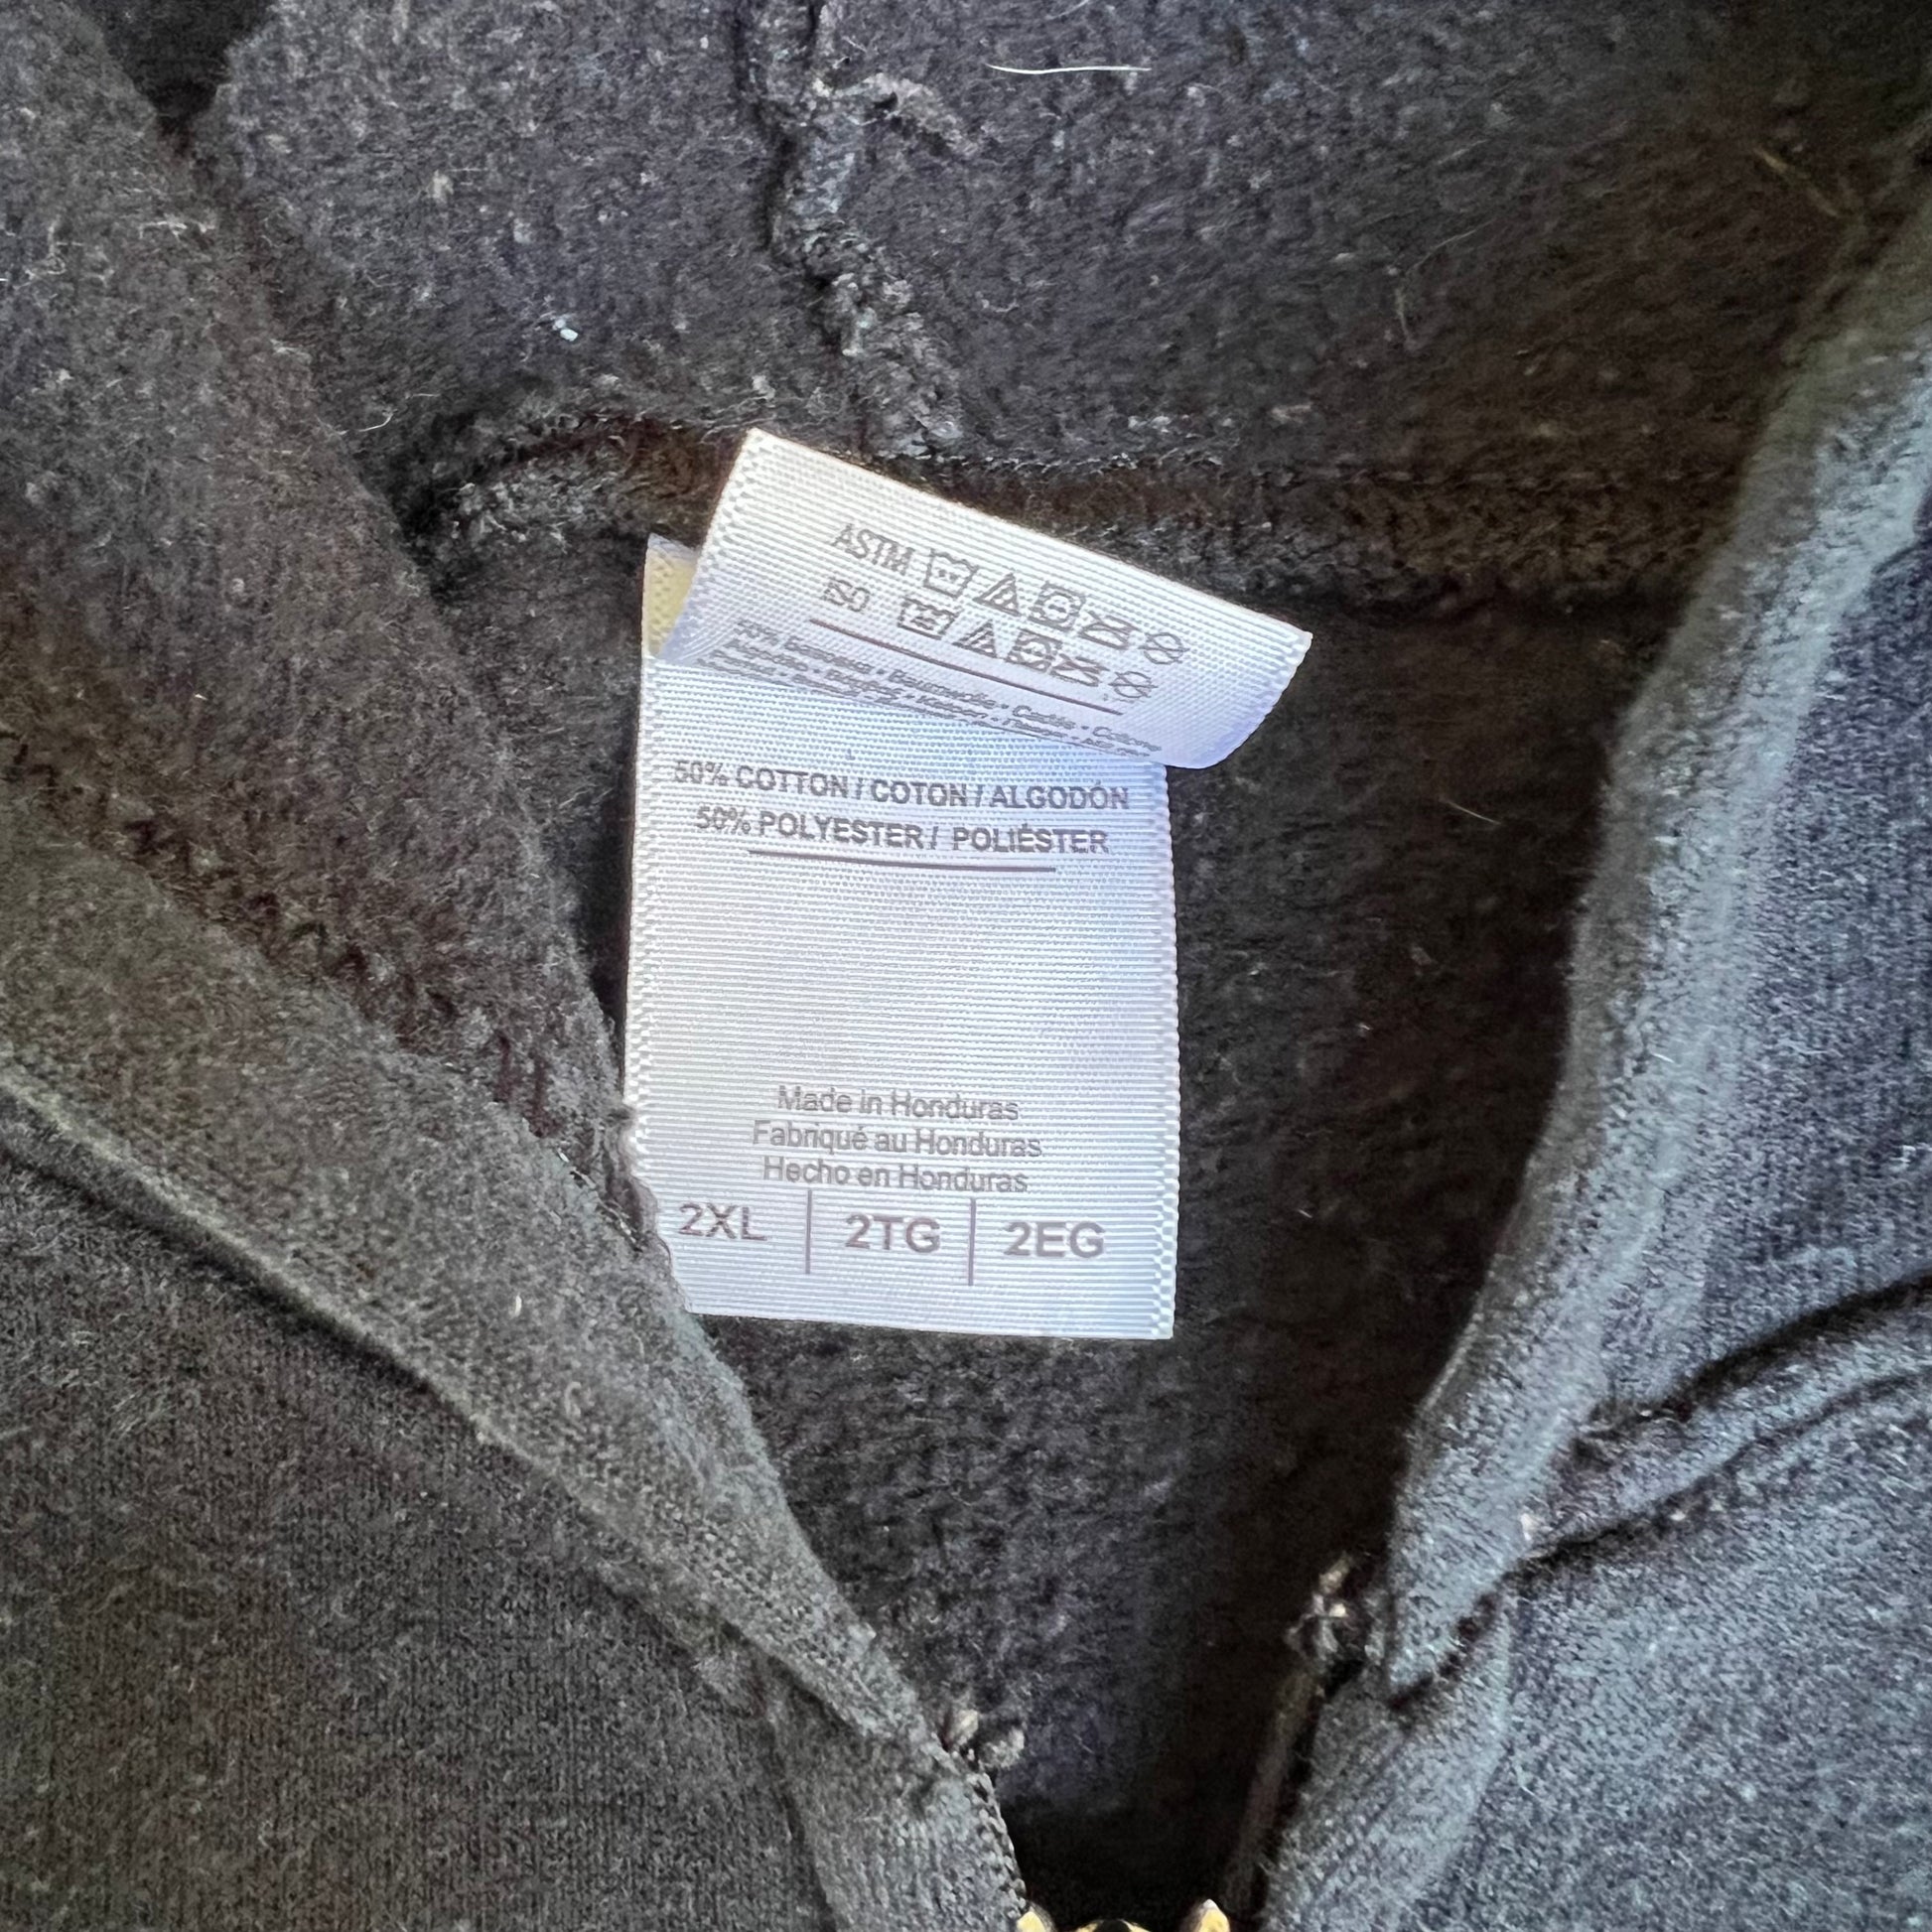 ASTM
ISO
50% COTTON / COTON / ALGODÓN
50% POLYESTER / POLIÉSTER
Made in Honduras
Fabriqué au Honduras
Hecho en Honduras
2XL | 2TG | 2EG